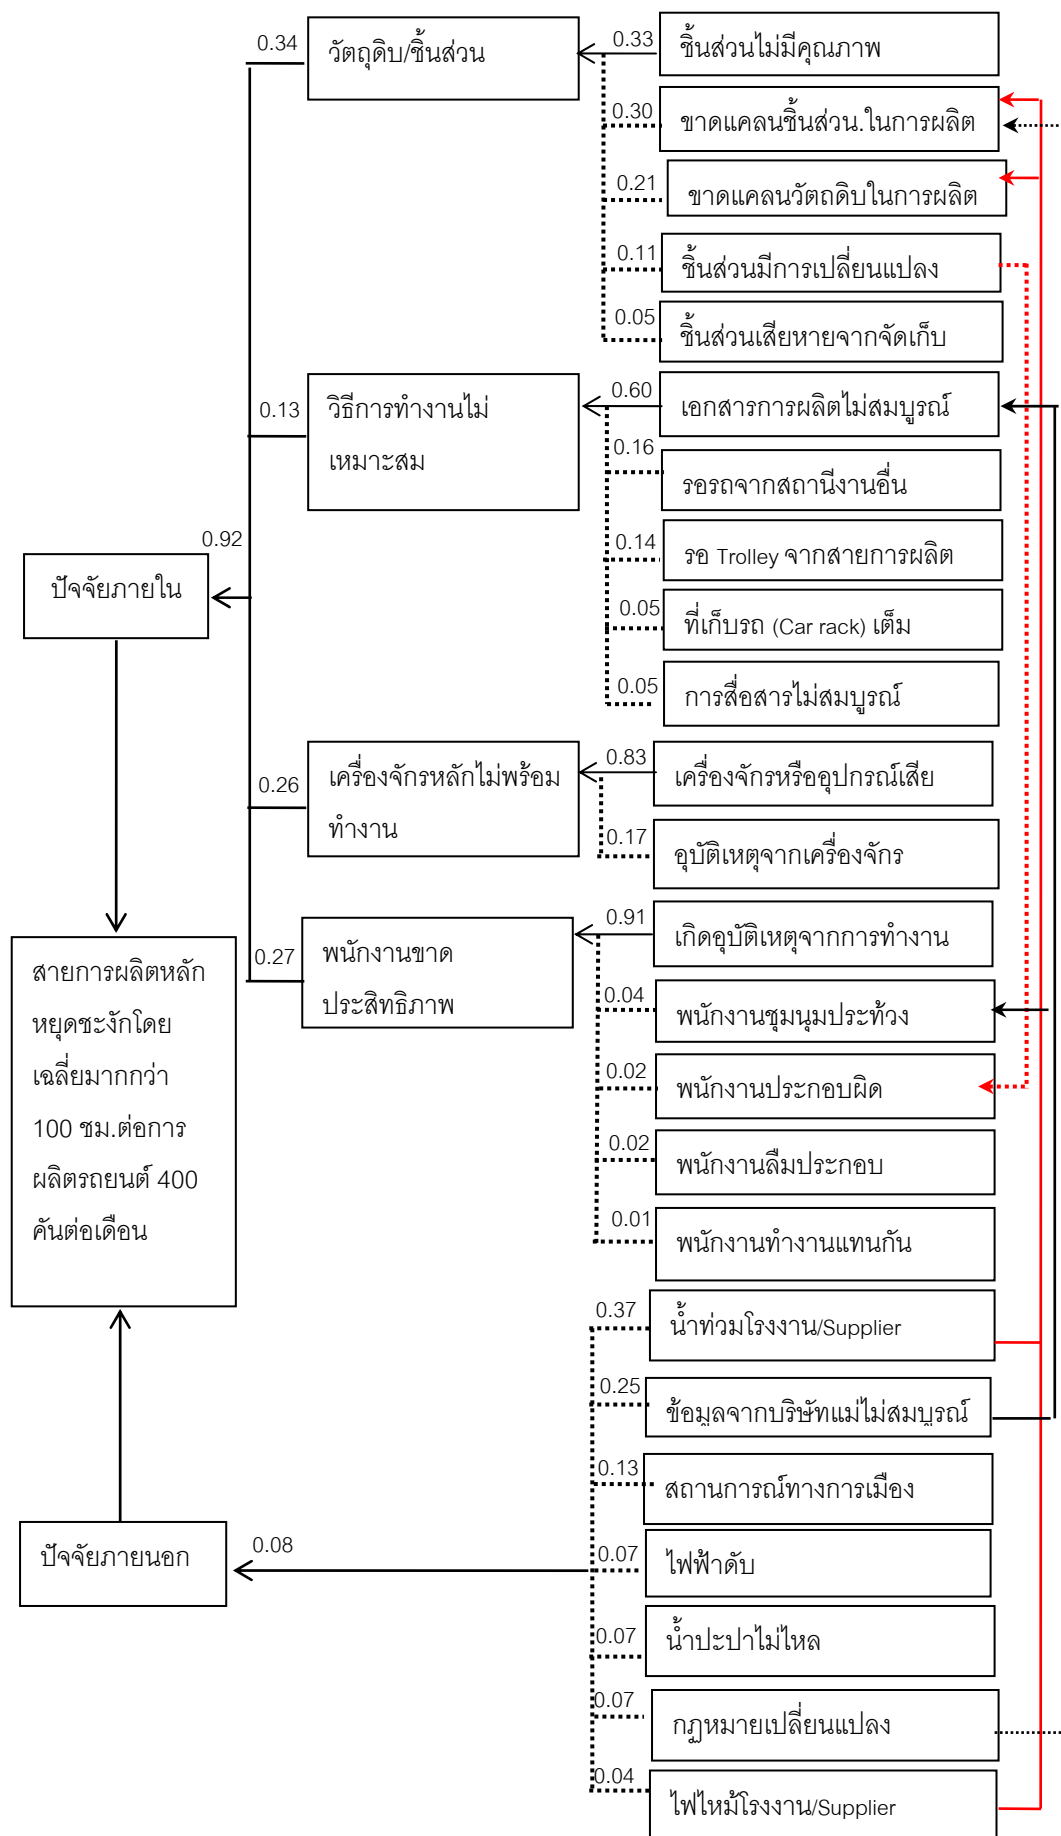 0.34
วัตถุดิบ/ชิ้นส่วน
0.33
ชิ้นส่วนไม่มีคุณภาพ
0.30
ขาดแคลนชิ้นส่วน.ในการผลิต
0.21
ขาดแคลนวัตถดิบในการผลิต
0.11
ชิ้นส่วนมีการเปลี่ยนแปลง
0.05
ชิ้นส่วนเสียหายจากจัดเก็บ
0.13
วิธีการทำงานไม่
เหมาะสม
0.60
เอกสารการผลิตไม่สมบูรณ์
0.16
รอรถจากสถานีงานอื่น
0.14
รอ Trolley จากสายการผลิต
0.05
ที่เก็บรถ (Car rack) เต็ม
0.05
การสื่อสารไม่สมบูรณ์
0.92
ปัจจัยภายใน
0.26
เครื่องจักรหลักไม่พร้อม
ทำงาน
0.83
เครื่องจักรหรืออุปกรณ์เสีย
0.17
อุบัติเหตุจากเครื่องจักร
0.27
พนักงานขาด
ประสิทธิภาพ
0.91
เกิดอุบัติเหตุจากการทำงาน
0.04
พนักงานชุมนุมประท้วง
0.02
พนักงานประกอบผิด
0.02
พนักงานลืมประกอบ
0.01
พนักงานทำงานแทนกัน
สายการผลิตหลัก
หยุดชะงักโดย
เฉลี่ยมากกว่า
100 ชม.ต่อการ
ผลิตรถยนต์ 400
คันต่อเดือน
0.37
น้ำท่วมโรงงาน/Supplier
0.25
ข้อมูลจากบริษัทแม่ไม่สมบูรณ์
0.13
สถานการณ์ทางการเมือง
0.08
ปัจจัยภายนอก
0.07
ไฟฟ้าดับ
0.07
น้ำปะปาไม่ไหล
0.07
กฎหมายเปลี่ยนแปลง
0.04
ไฟไหม้โรงงาน/Supplier